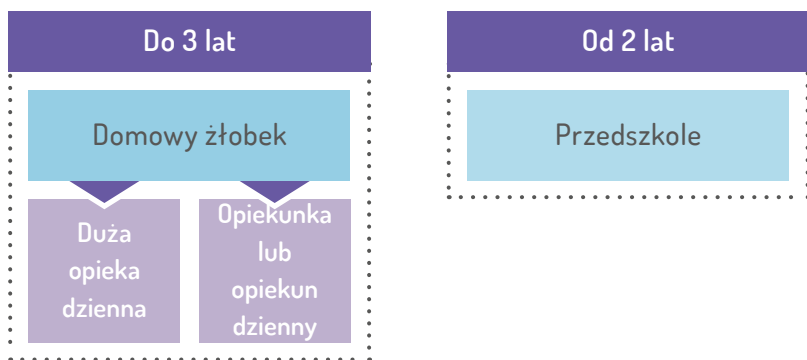 Do 3 lat
Domowy żłobek
Duża
opieka
dzienna
Opiekunka
lub
opiekun
dzienny
Od 2 lat
Przedszkole